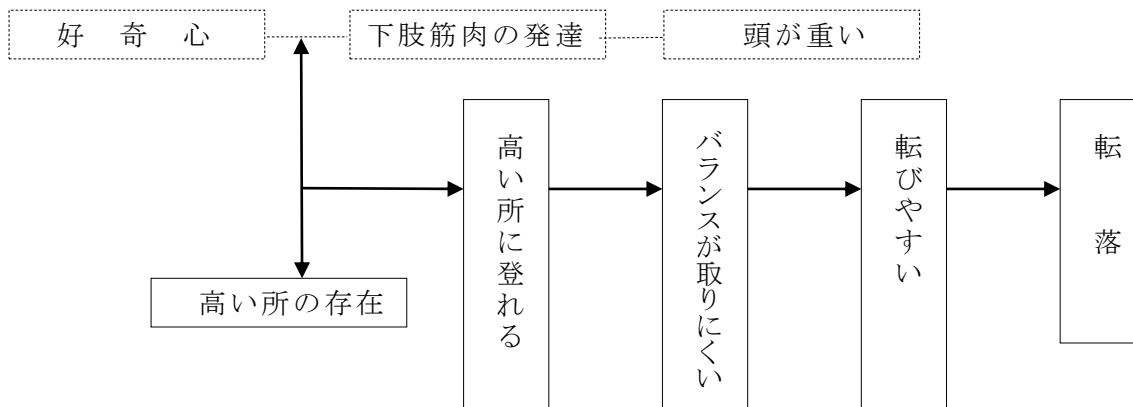 好 奇 心
下肢筋肉の発達
頭が重い
高い所の存在
高い所に登れる
バランスが取りにくい
転びやすい
転 落